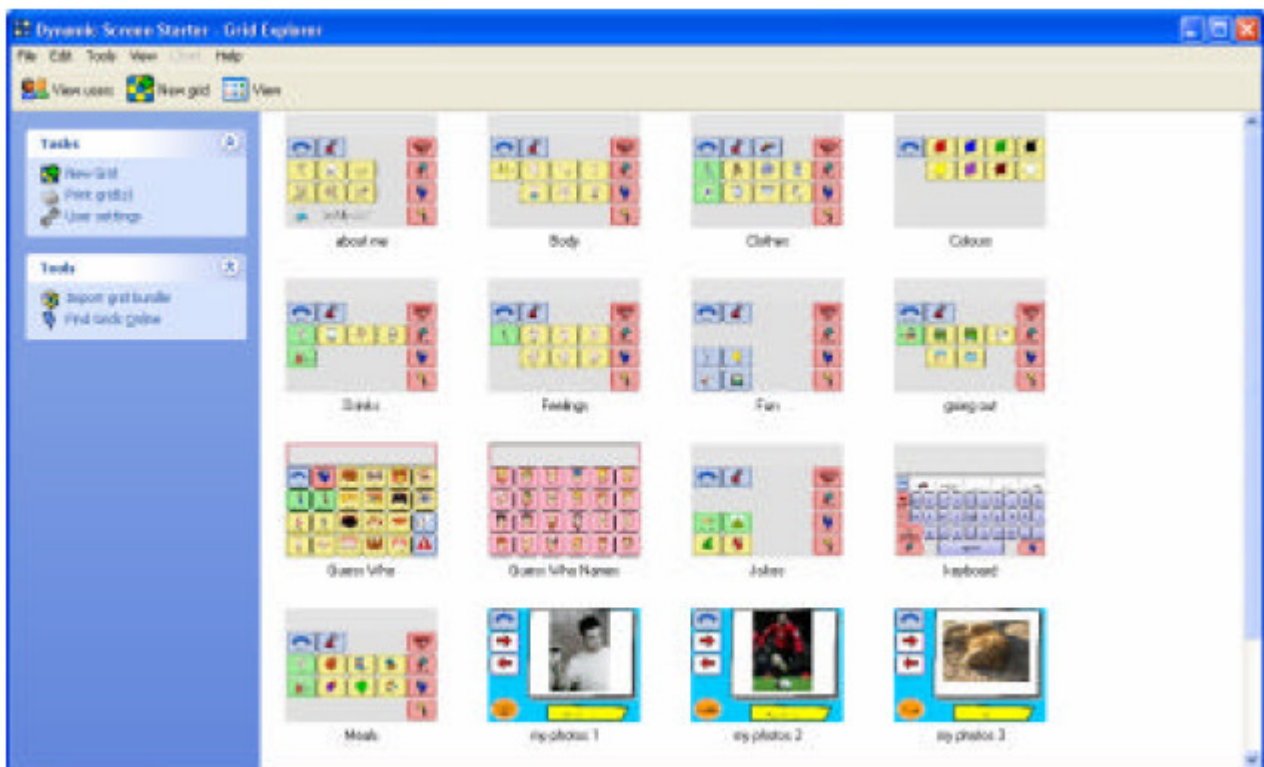 Dynamic Screen Starter - Grid Explorer
File Edit Tools View Help
View users New grid View
Tasks
New Grid
Print grid(s)
User settings
Tools
Import grid bundle
Find Grids Online
about me Body Clothes Colours
Drinks Feelings Fun going out
Guess Who Guess Who Names Jokes keyboard
Meals my photos 1 my photos 2 my photos 3